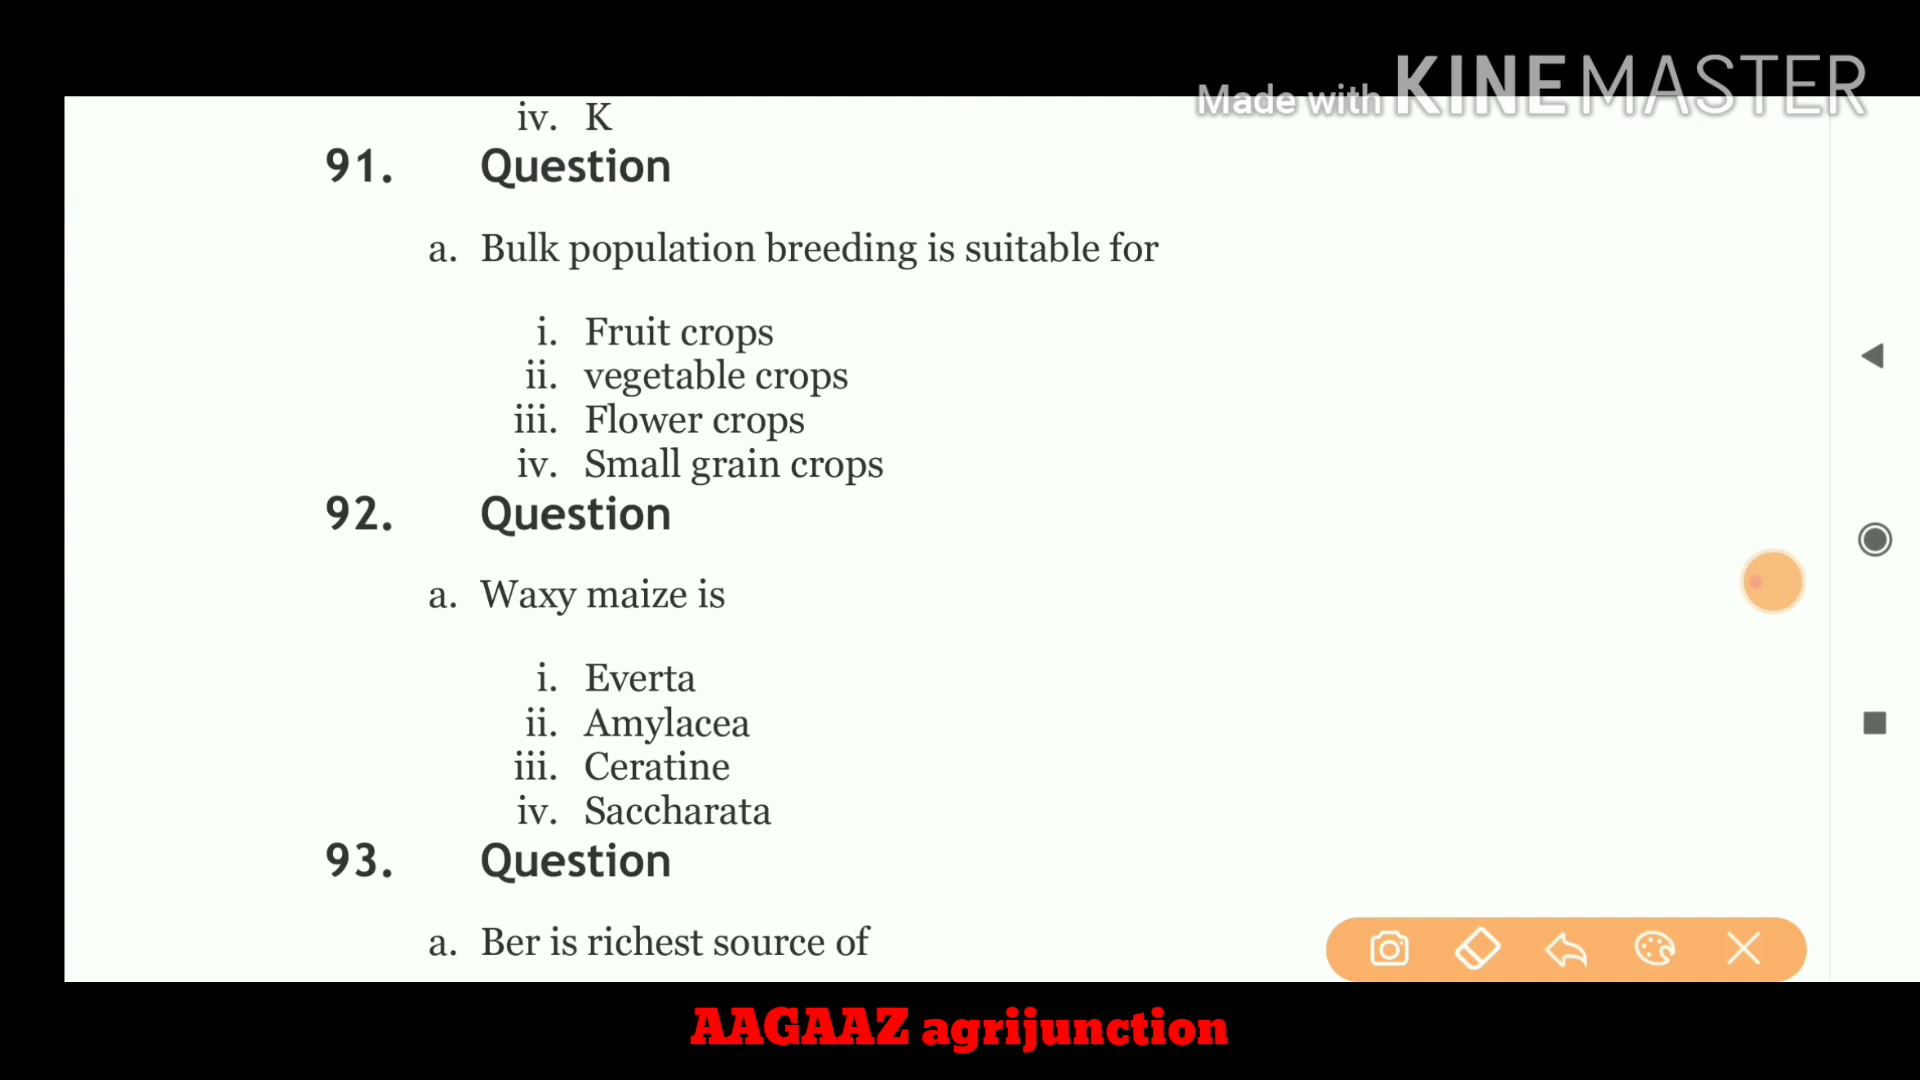 Made with KINEMASTER
iv. K
91. Question
a. Bulk population breeding is suitable for
i. Fruit crops
ii. vegetable crops
iii. Flower crops
iv. Small grain crops
92. Question
a. Waxy maize is
i. Everta
ii. Amylacea
iii. Ceratine
iv. Saccharata
93. Question
a. Ber is richest source of
AAGAAZ agrijunction